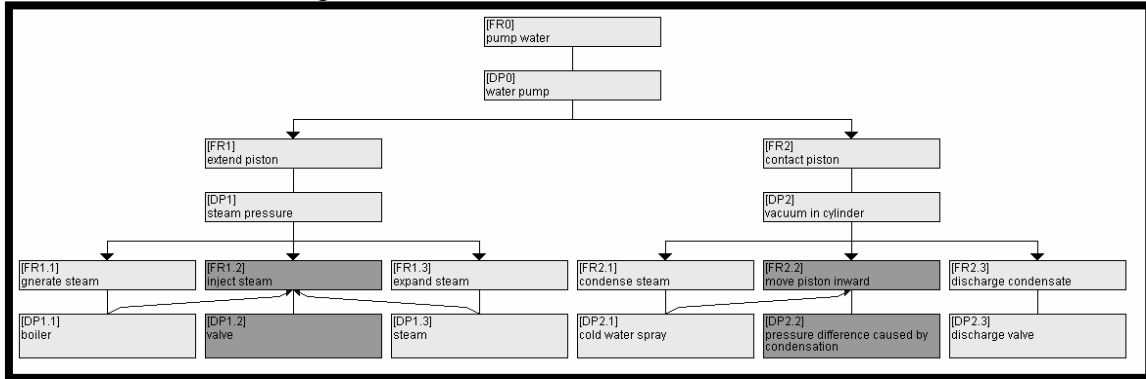 [FR0]
pump water
[DP0]
water pump
[FR1]
extend piston
[FR2]
contact piston
[DP1]
steam pressure
[DP2]
vacuum in cylinder
[FR1.1]
gnerate steam
[FR1.2]
inject steam
[FR1.3]
expand steam
[FR2.1]
condense steam
[FR2.2]
move piston inward
[FR2.3]
discharge condensate
[DP1.1]
boiler
[DP1.2]
valve
[DP1.3]
steam
[DP2.1]
cold water spray
[DP2.2]
pressure difference caused by
condensation
[DP2.3]
discharge valve